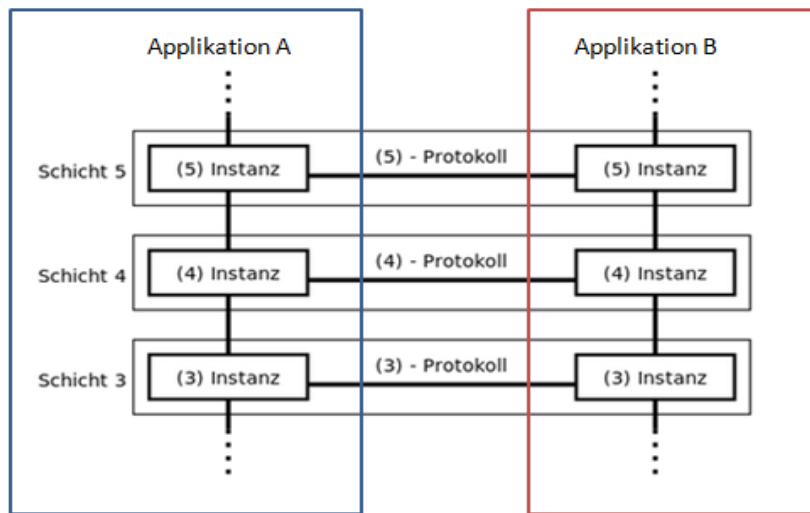 Applikation A
Applikation B
Schicht 5
(5) Instanz
(5) - Protokoll
(5) Instanz
Schicht 4
(4) Instanz
(4) - Protokoll
(4) Instanz
Schicht 3
(3) Instanz
(3) - Protokoll
(3) Instanz